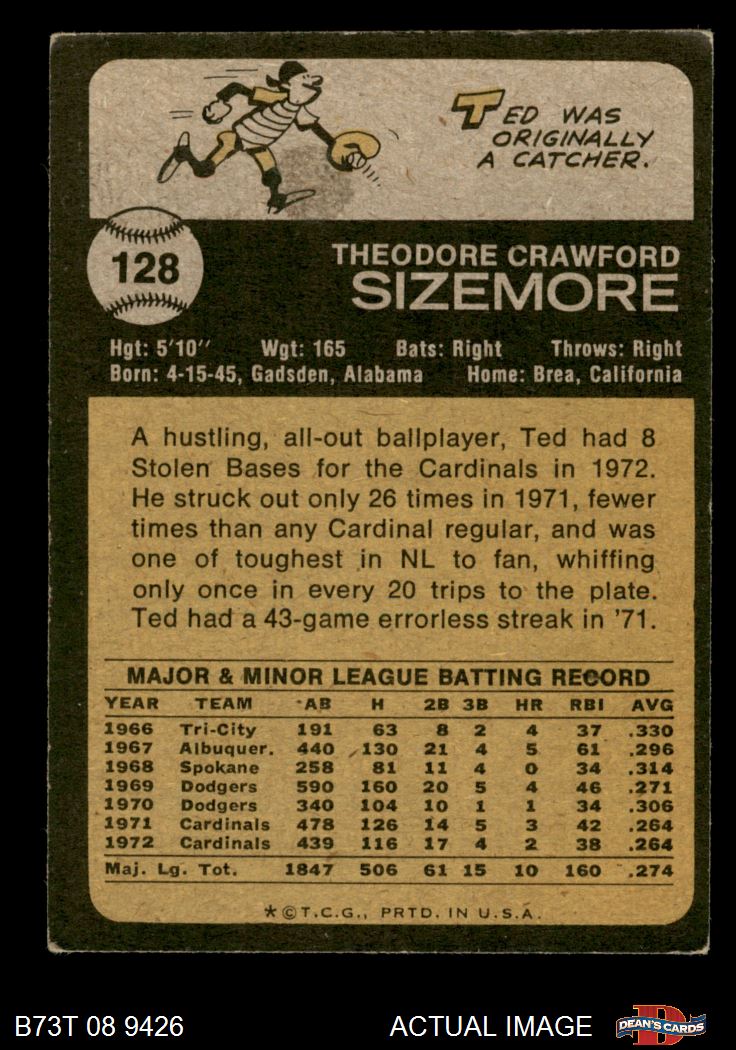 TED WAS
ORIGINALLY
A CATCHER.
128
THEODORE CRAWFORD
SIZEMORE
Hgt: 5'10'' Wgt: 165 Bats: Right Throws: Right
Born: 4-15-45, Gadsden, Alabama Home: Brea, California
A hustling, all-out ballplayer, Ted had 8
Stolen Bases for the Cardinals in 1972.
He struck out only 26 times in 1971, fewer
times than any Cardinal regular, and was
one of toughest in NL to fan, whiffing
only once in every 20 trips to the plate.
Ted had a 43-game errorless streak in '71.
MAJOR & MINOR LEAGUE BATTING RECORD
YEAR TEAM AB H 2B 3B HR RBI AVG
1966 Tri-City 191 63 8 2 4 37 .330
1967 Albuquer. 440 130 21 4 5 61 .296
1968 Spokane 258 81 11 4 0 34 .314
1969 Dodgers 590 160 20 5 4 46 .271
1970 Dodgers 340 104 10 1 1 34 .306
1971 Cardinals 478 126 14 5 3 42 .264
1972 Cardinals 439 116 17 4 2 38 .264
Maj. Lg. Tot. 1847 506 61 15 10 160 .274
*©T.C.G., PRTD. IN U.S.A.
B73T 08 9426 ACTUAL IMAGE D DEAN'S CARDS